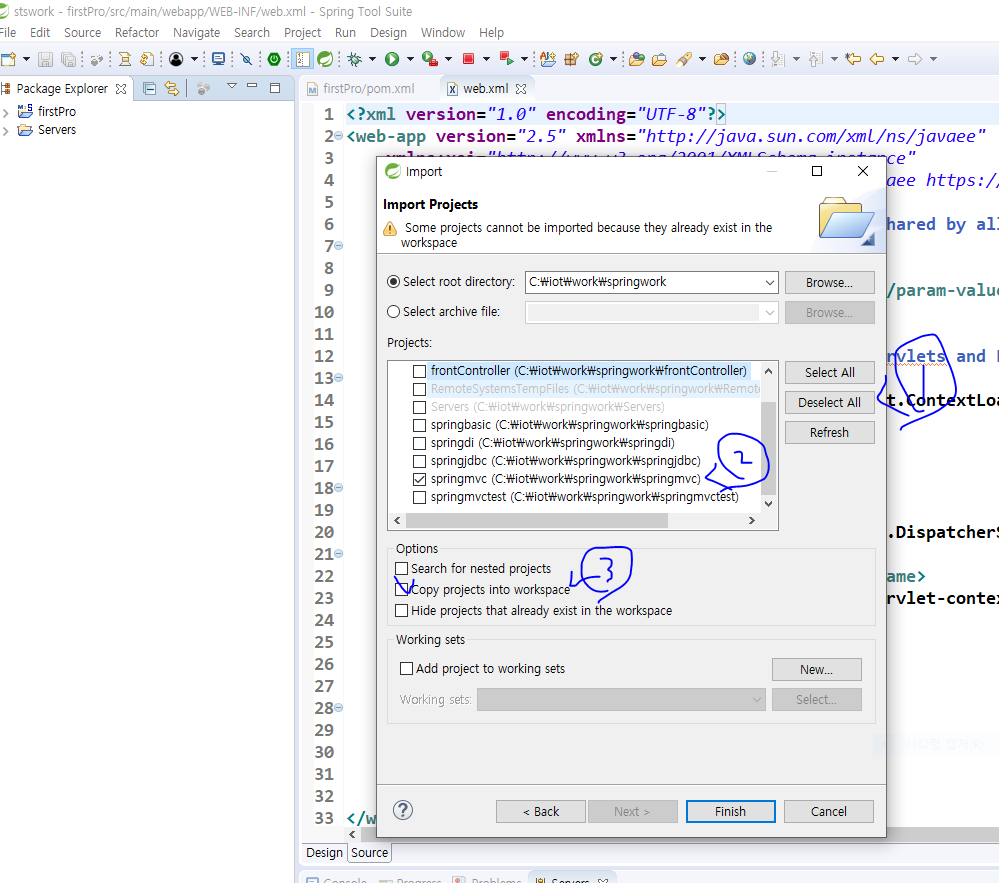 stswork - firstPro/src/main/webapp/WEB-INF/web.xml - Spring Tool Suite
File Edit Source Refactor Navigate Search Project Run Design Window Help
Package Explorer
firstPro/pom.xml
web.xml
firstPro
Servers
1 <?xml version="1.0" encoding="UTF-8"?>
2 <web-app version="2.5" xmlns="http://java.sun.com/xml/ns/javaee"
3
4 aee https://
5
6 hared by all
7
8
9 /param-value
10
11
12 rvlets and
13
14 t.ContextLoa
15
16
17
18
19
20 .DispatcherS
21
22 ame>
23 rvlet-contex
24
25
26
27
28
29
30
31
32
33 </w
Import
Import Projects
Some projects cannot be imported because they already exist in the
workspace
Select root directory: C:₩iot₩work₩springwork Browse...
Select archive file: Browse...
Projects:
frontController (C:₩iot₩work₩springwork₩frontController)
RemoteSystemsTempFiles (C:₩iot₩work₩springwork₩Remote
Servers (C:₩iot₩work₩springwork₩Servers)
springbasic (C:₩iot₩work₩springwork₩springbasic)
springdi (C:₩iot₩work₩springwork₩springdi)
springjdbc (C:₩iot₩work₩springwork₩springjdbc)
springmvc (C:₩iot₩work₩springwork₩springmvc)
springmvctest (C:₩iot₩work₩springwork₩springmvctest)
Select All
Deselect All
Refresh
1
2
3
Options
Search for nested projects
Copy projects into workspace
Hide projects that already exist in the workspace
Working sets
Add project to working sets New...
Working sets: Select...
? < Back Next > Finish Cancel
Design Source
Console Progress Problems Servers